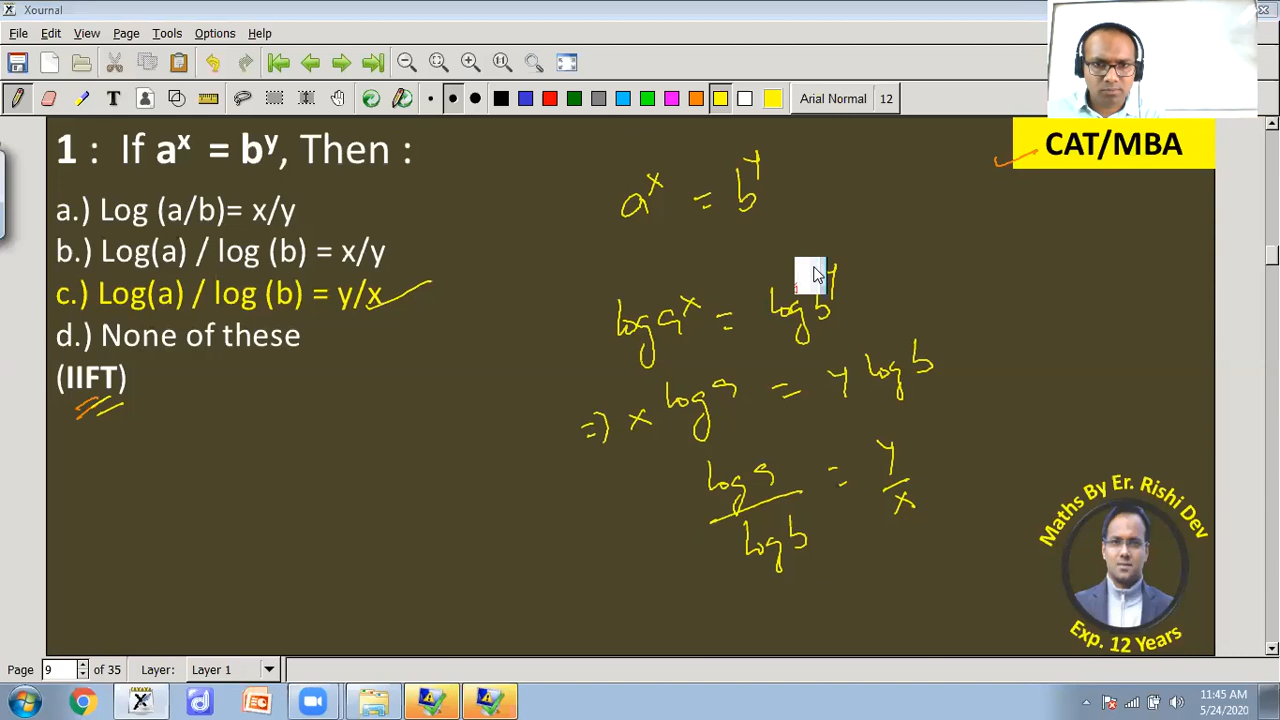 Xournal
File Edit View Page Tools Options Help
Arial Normal 12
1 : If aˣ = bʸ, Then :
a.) Log (a/b)= x/y
b.) Log(a) / log (b) = x/y
c.) Log(a) / log (b) = y/x
d.) None of these
(IIFT)
CAT/MBA
aˣ = bʸ
log aˣ = log bʸ
=> x log a = y log b
log a / log b = y / x
Maths By Er. Rishi Dev
Exp. 12 Years
Page 9 of 35 Layer: Layer 1
11:45 AM
5/24/2020